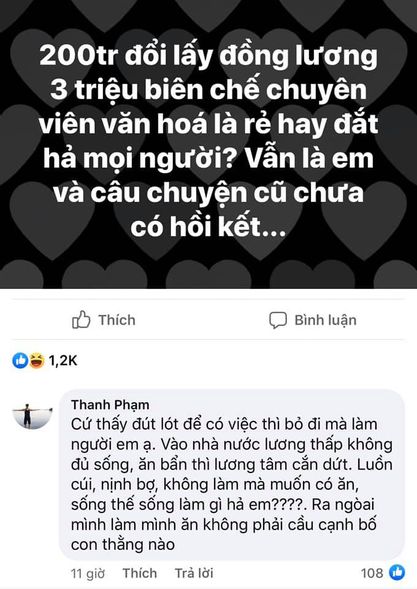 200tr đổi lấy đồng lương
3 triệu biên chế chuyên
viên văn hoá là rẻ hay đắt
hả mọi người? Vẫn là em
và câu chuyện cũ chưa
có hồi kết...
Thích
Bình luận
1,2K
Thanh Phạm
Cứ thấy đút lót để có việc thì bỏ đi mà làm
người em ạ. Vào nhà nước lương thấp không
đủ sống, ăn bẩn thì lương tâm cắn dứt. Luồn
cúi, nịnh bợ, không làm mà muốn có ăn,
sống thế sống làm gì hả em????. Ra ngòai
mình làm mình ăn không phải cầu cạnh bố
con thằng nào
11 giờ Thích Trả lời 108